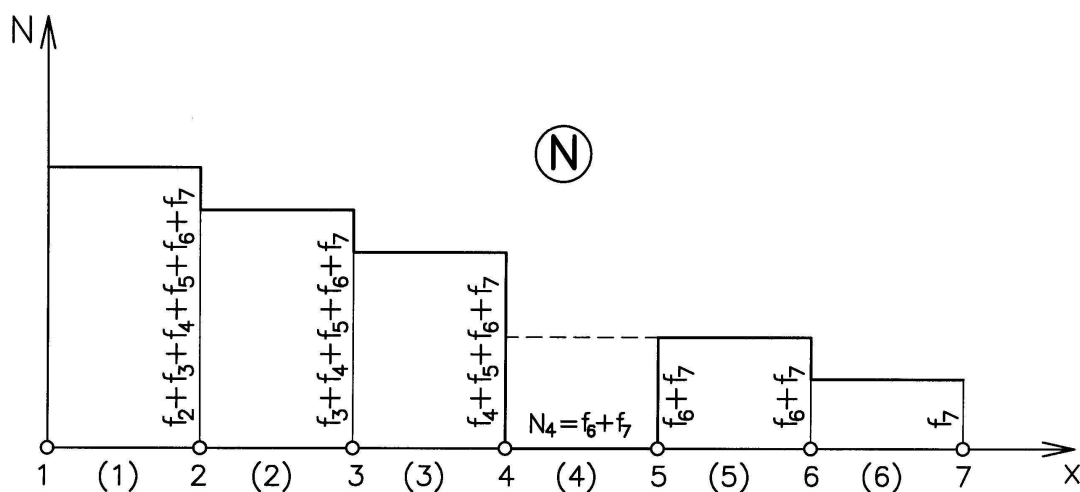 N
N
f₂+f₃+f₄+f₅+f₆+f₇
f₃+f₄+f₅+f₆+f₇
f₄+f₅+f₆+f₇
N₄=f₆+f₇
f₆+f₇
f₆+f₇
f₇
1 (1) 2 (2) 3 (3) 4 (4) 5 (5) 6 (6) 7 x